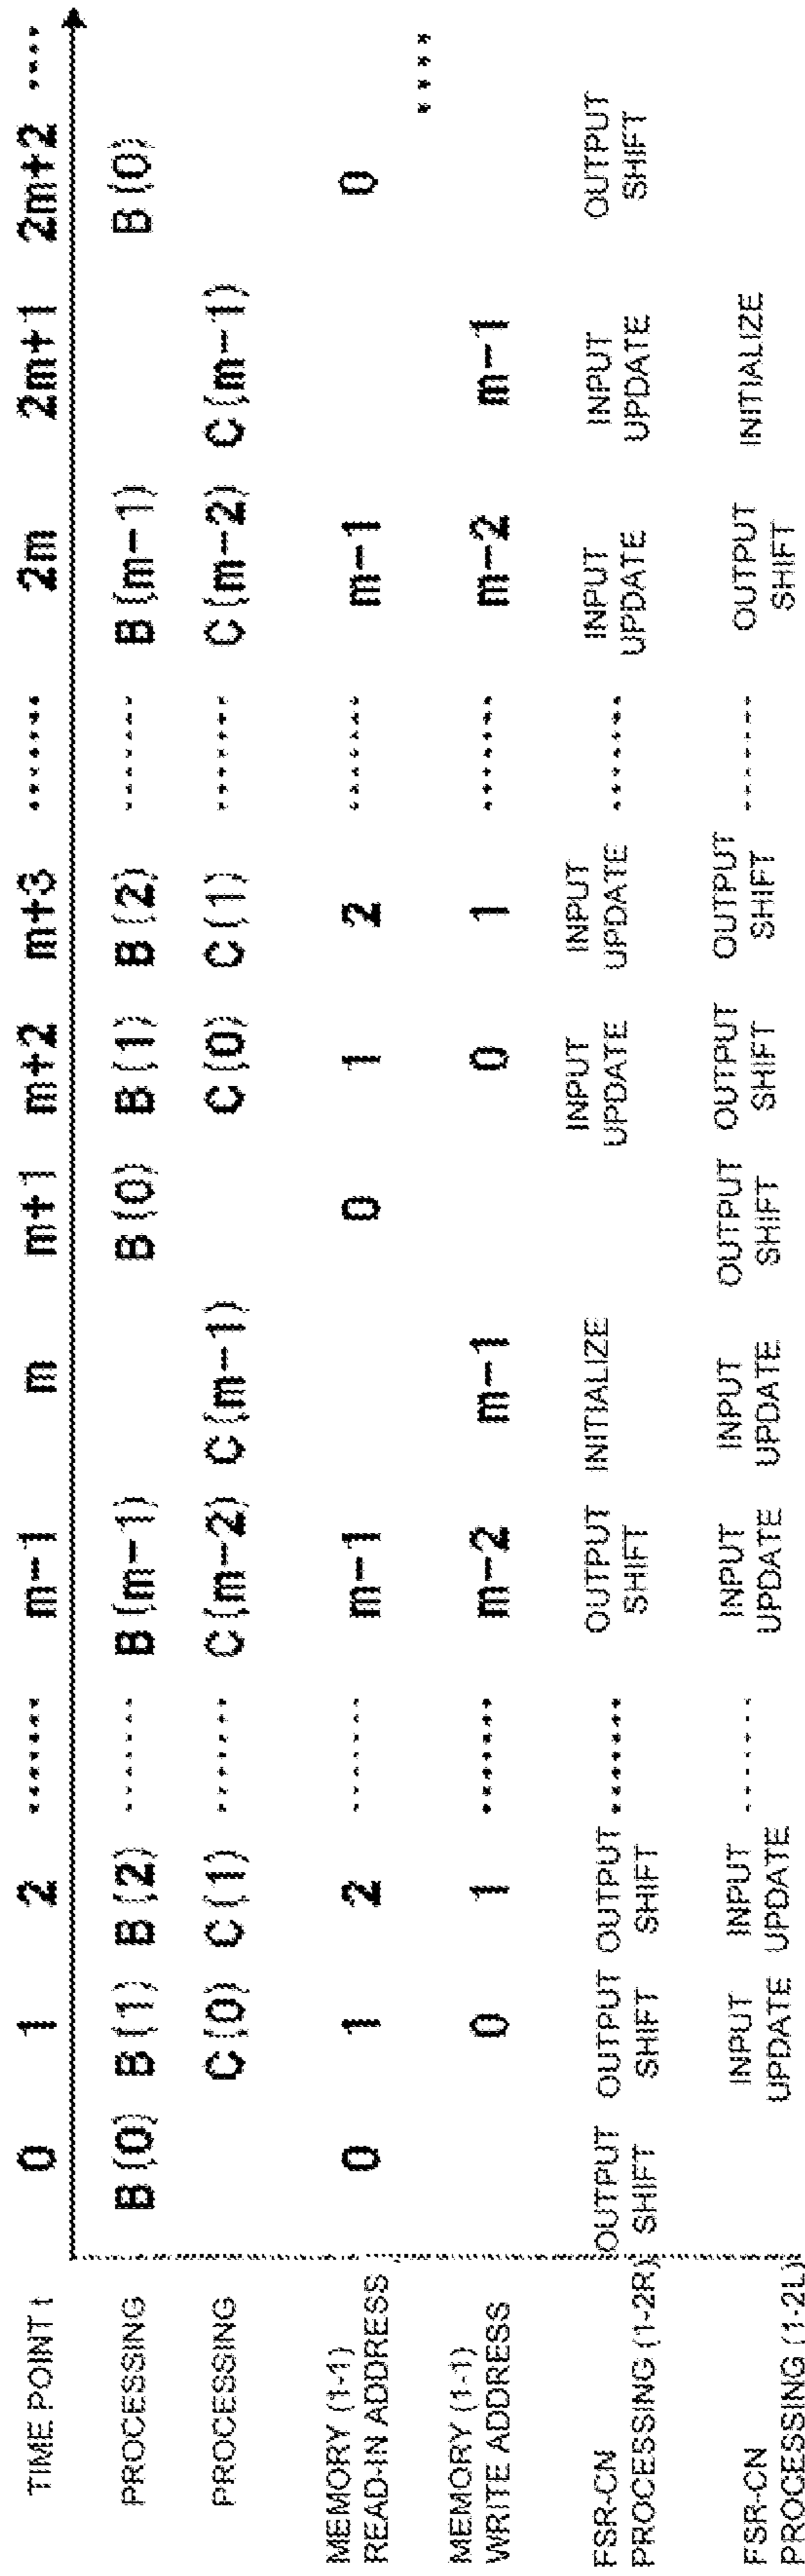 TIME POINT t 0 1 2 ....... m-1 m m+1 m+2 m+3 ....... 2m 2m+1 2m+2 ....
PROCESSING B(0) B(1) B(2) ....... B(m-1) B(0) B(1) B(2) ....... B(m-1) B(0)
PROCESSING C(0) C(1) ....... C(m-2) C(m-1) C(0) C(1) ....... C(m-2) C(m-1)
MEMORY (1-1)
READ-IN ADDRESS 0 1 2 ....... m-1 0 1 2 ....... m-1 0
....
MEMORY (1-1)
WRITE ADDRESS 0 1 ....... m-2 m-1 0 1 ....... m-2 m-1
FSR-CN OUTPUT OUTPUT OUTPUT ....... OUTPUT INITIALIZE INPUT INPUT ....... INPUT INPUT OUTPUT
PROCESSING (1-2R) SHIFT SHIFT SHIFT SHIFT UPDATE UPDATE UPDATE UPDATE SHIFT
FSR-CN INPUT INPUT ....... INPUT INPUT OUTPUT OUTPUT OUTPUT ....... OUTPUT INITIALIZE
PROCESSING (1-2L) UPDATE UPDATE UPDATE UPDATE SHIFT SHIFT SHIFT SHIFT